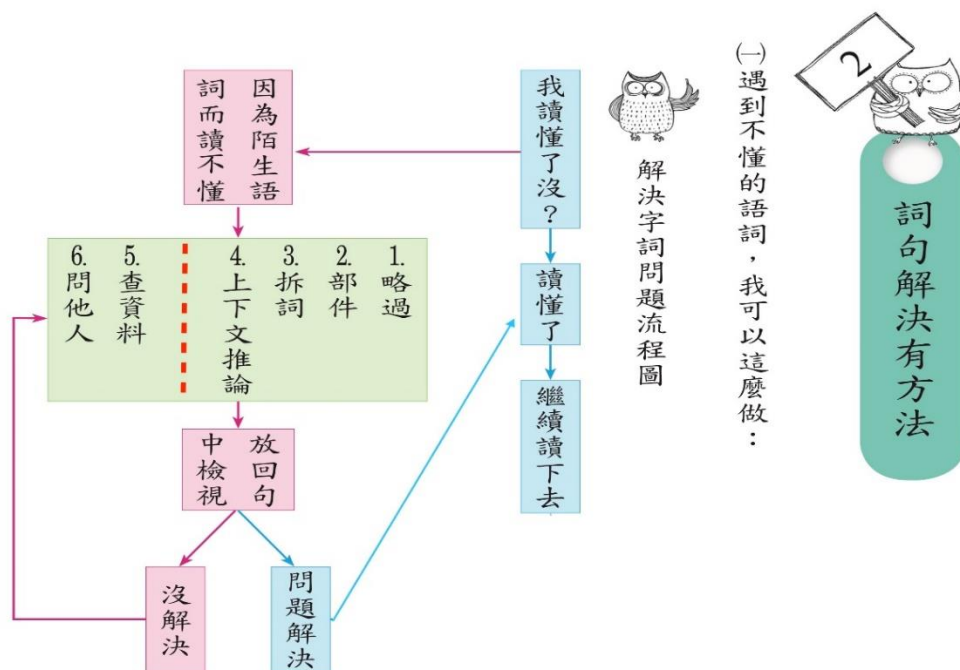 2
詞句解決有方法
㈠遇到不懂的語詞，我可以這麼做：
解決字詞問題流程圖
我讀懂了沒？
讀懂了
繼續讀下去
因為陌生語
詞而讀不懂
1.略過
2.部件
3.拆詞
4.上下文推論
5.查資料
6.問他人
放回句
中檢視
問題解決
沒解決